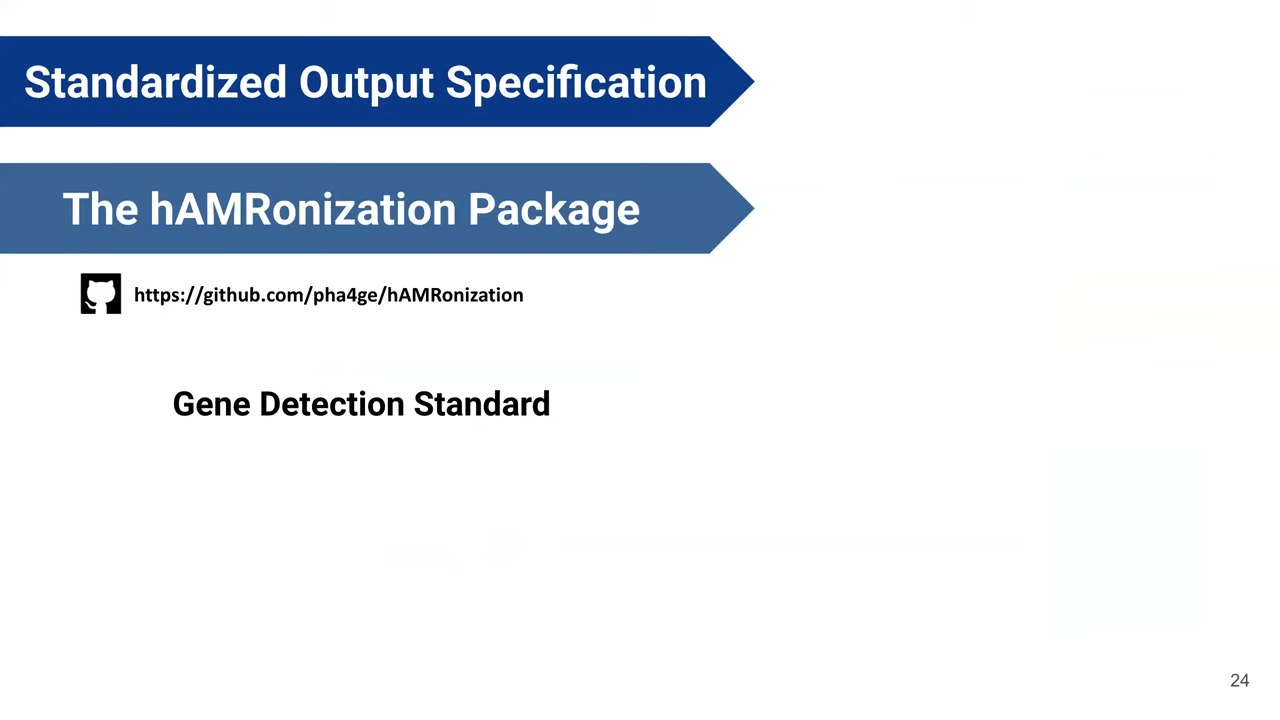 Standardized Output Specification
The hAMRonization Package
https://github.com/pha4ge/hAMRonization
Gene Detection Standard
24